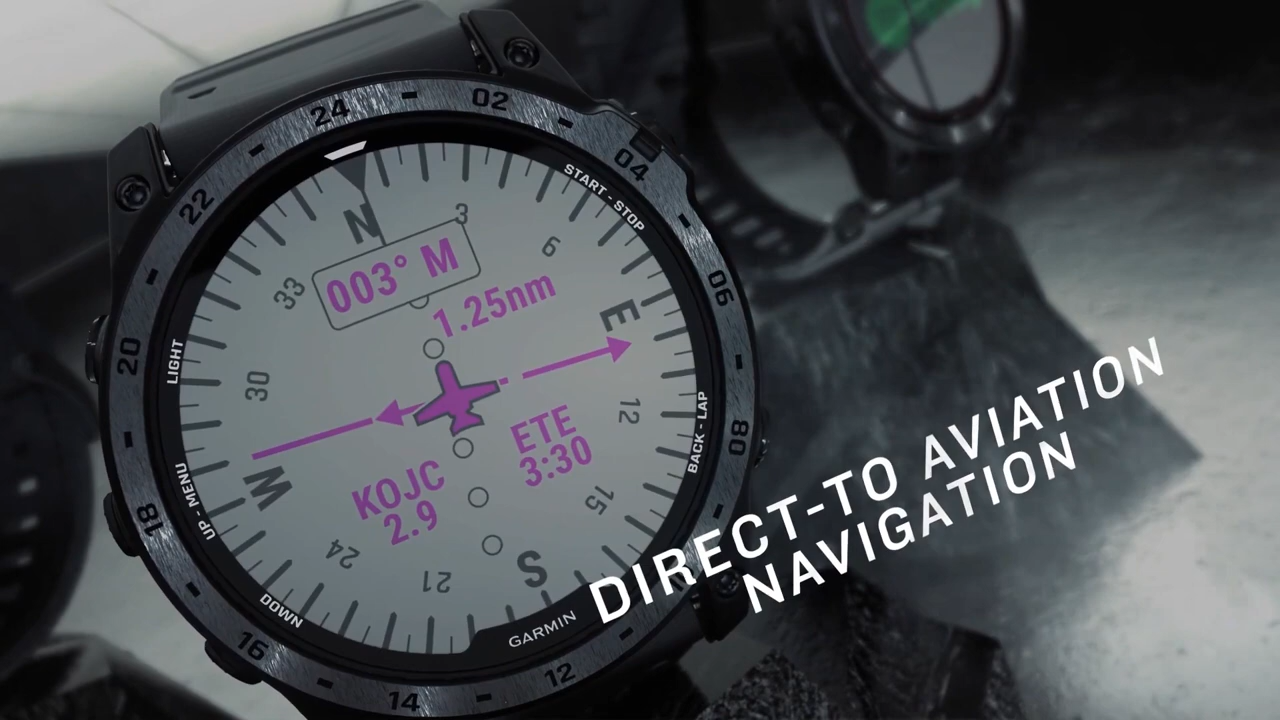 24
02
04
06
08
12
14
16
18
20
22
START - STOP
BACK - LAP
LIGHT
UP - MENU
DOWN
GARMIN
N
3
6
E
12
15
S
21
24
W
30
33
003° M
1.25nm
KOJC
2.9
ETE
3:30
DIRECT-TO AVIATION
NAVIGATION